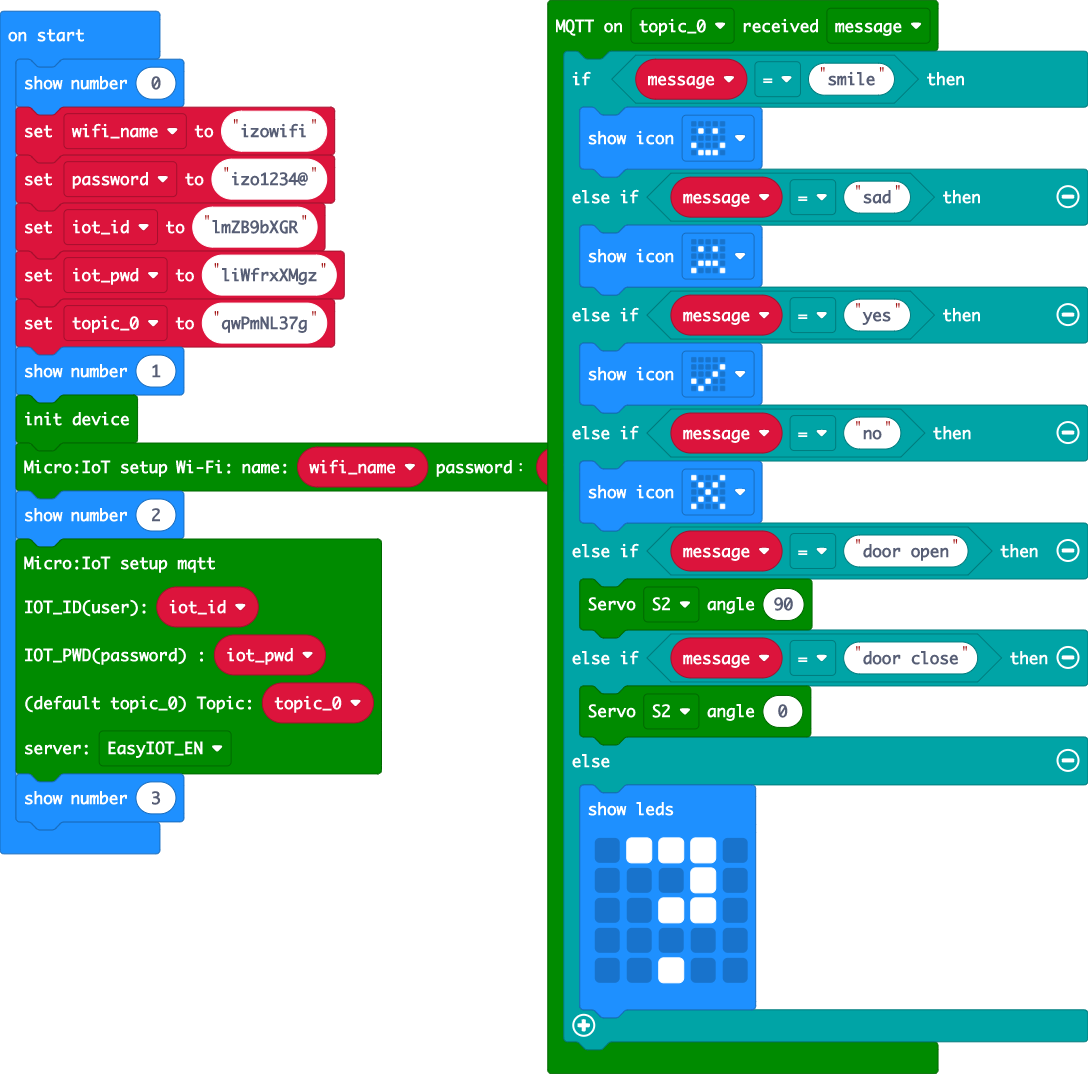 on start
show number 0
set wifi_name to "izowifi"
set password to "izo1234@"
set iot_id to "lmZB9bXGR"
set iot_pwd to "liWfrxXMgz"
set topic_0 to "qwPmNL37g"
show number 1
init device
Micro:IoT setup Wi-Fi: name: wifi_name password:
show number 2
Micro:IoT setup mqtt
IOT_ID(user): iot_id
IOT_PWD(password) : iot_pwd
(default topic_0) Topic: topic_0
server: EasyIOT_EN
show number 3
MQTT on topic_0 received message
if message = "smile" then
show icon
else if message = "sad" then
show icon
else if message = "yes" then
show icon
else if message = "no" then
show icon
else if message = "door open" then
Servo S2 angle 90
else if message = "door close" then
Servo S2 angle 0
else
show leds